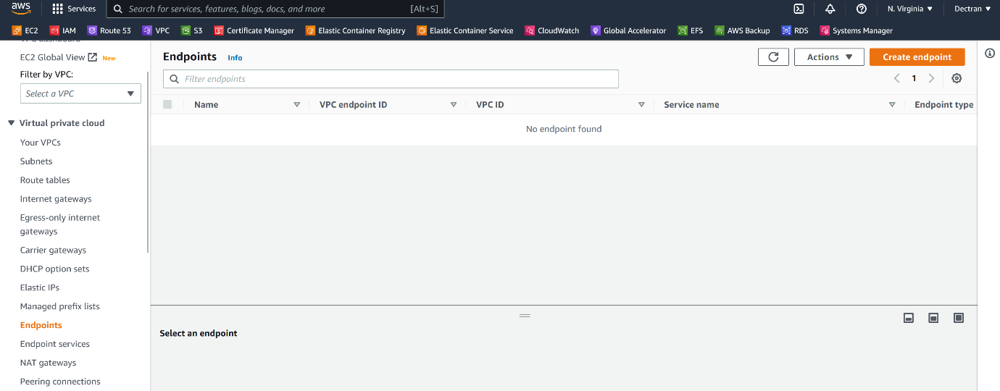 aws
Services
Search for services, features, blogs, docs, and more
[Alt+S]
N. Virginia
Dectran
EC2
IAM
Route 53
VPC
S3
Certificate Manager
Elastic Container Registry
Elastic Container Service
CloudWatch
Global Accelerator
EFS
AWS Backup
RDS
Systems Manager
VPC dashboard
EC2 Global View New
Filter by VPC:
Select a VPC
Virtual private cloud
Your VPCs
Subnets
Route tables
Internet gateways
Egress-only internet
gateways
Carrier gateways
DHCP option sets
Elastic IPs
Managed prefix lists
Endpoints
Endpoint services
NAT gateways
Peering connections
Endpoints Info
Actions
Create endpoint
Filter endpoints
1
Name
VPC endpoint ID
VPC ID
Service name
Endpoint type
No endpoint found
Select an endpoint